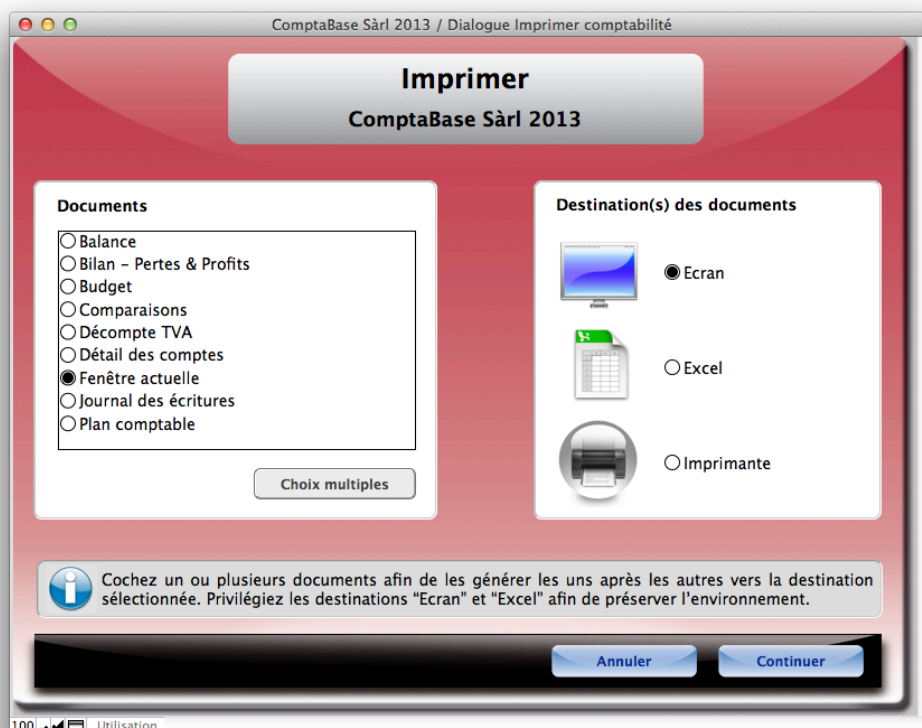 ComptaBase Sàrl 2013 / Dialogue Imprimer comptabilité
Imprimer
ComptaBase Sàrl 2013
Documents
Balance
Bilan – Pertes & Profits
Budget
Comparaisons
Décompte TVA
Détail des comptes
Fenêtre actuelle
Journal des écritures
Plan comptable
Choix multiples
Destination(s) des documents
Ecran
Excel
Imprimante
Cochez un ou plusieurs documents afin de les générer les uns après les autres vers la destination
sélectionnée. Privilégiez les destinations “Ecran” et “Excel” afin de préserver l’environnement.
Annuler
Continuer
100
Utilisation